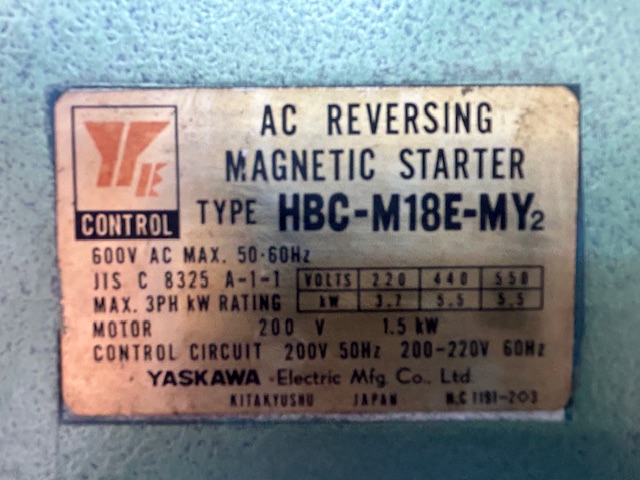 AC REVERSING
MAGNETIC STARTER
CONTROL
TYPE HBC-M18E-MY2
600V AC MAX. 50·60Hz
JIS C 8325 A-1-1 VOLTS 220 440 550
MAX. 3PH kW RATING kW 3.7 5.5 5.5
MOTOR 200 V 1.5 kW
CONTROL CIRCUIT 200V 50Hz 200-220V 60Hz
YASKAWA Electric Mfg. Co., Ltd.
KITAKYUSHU JAPAN N.C 1191-203